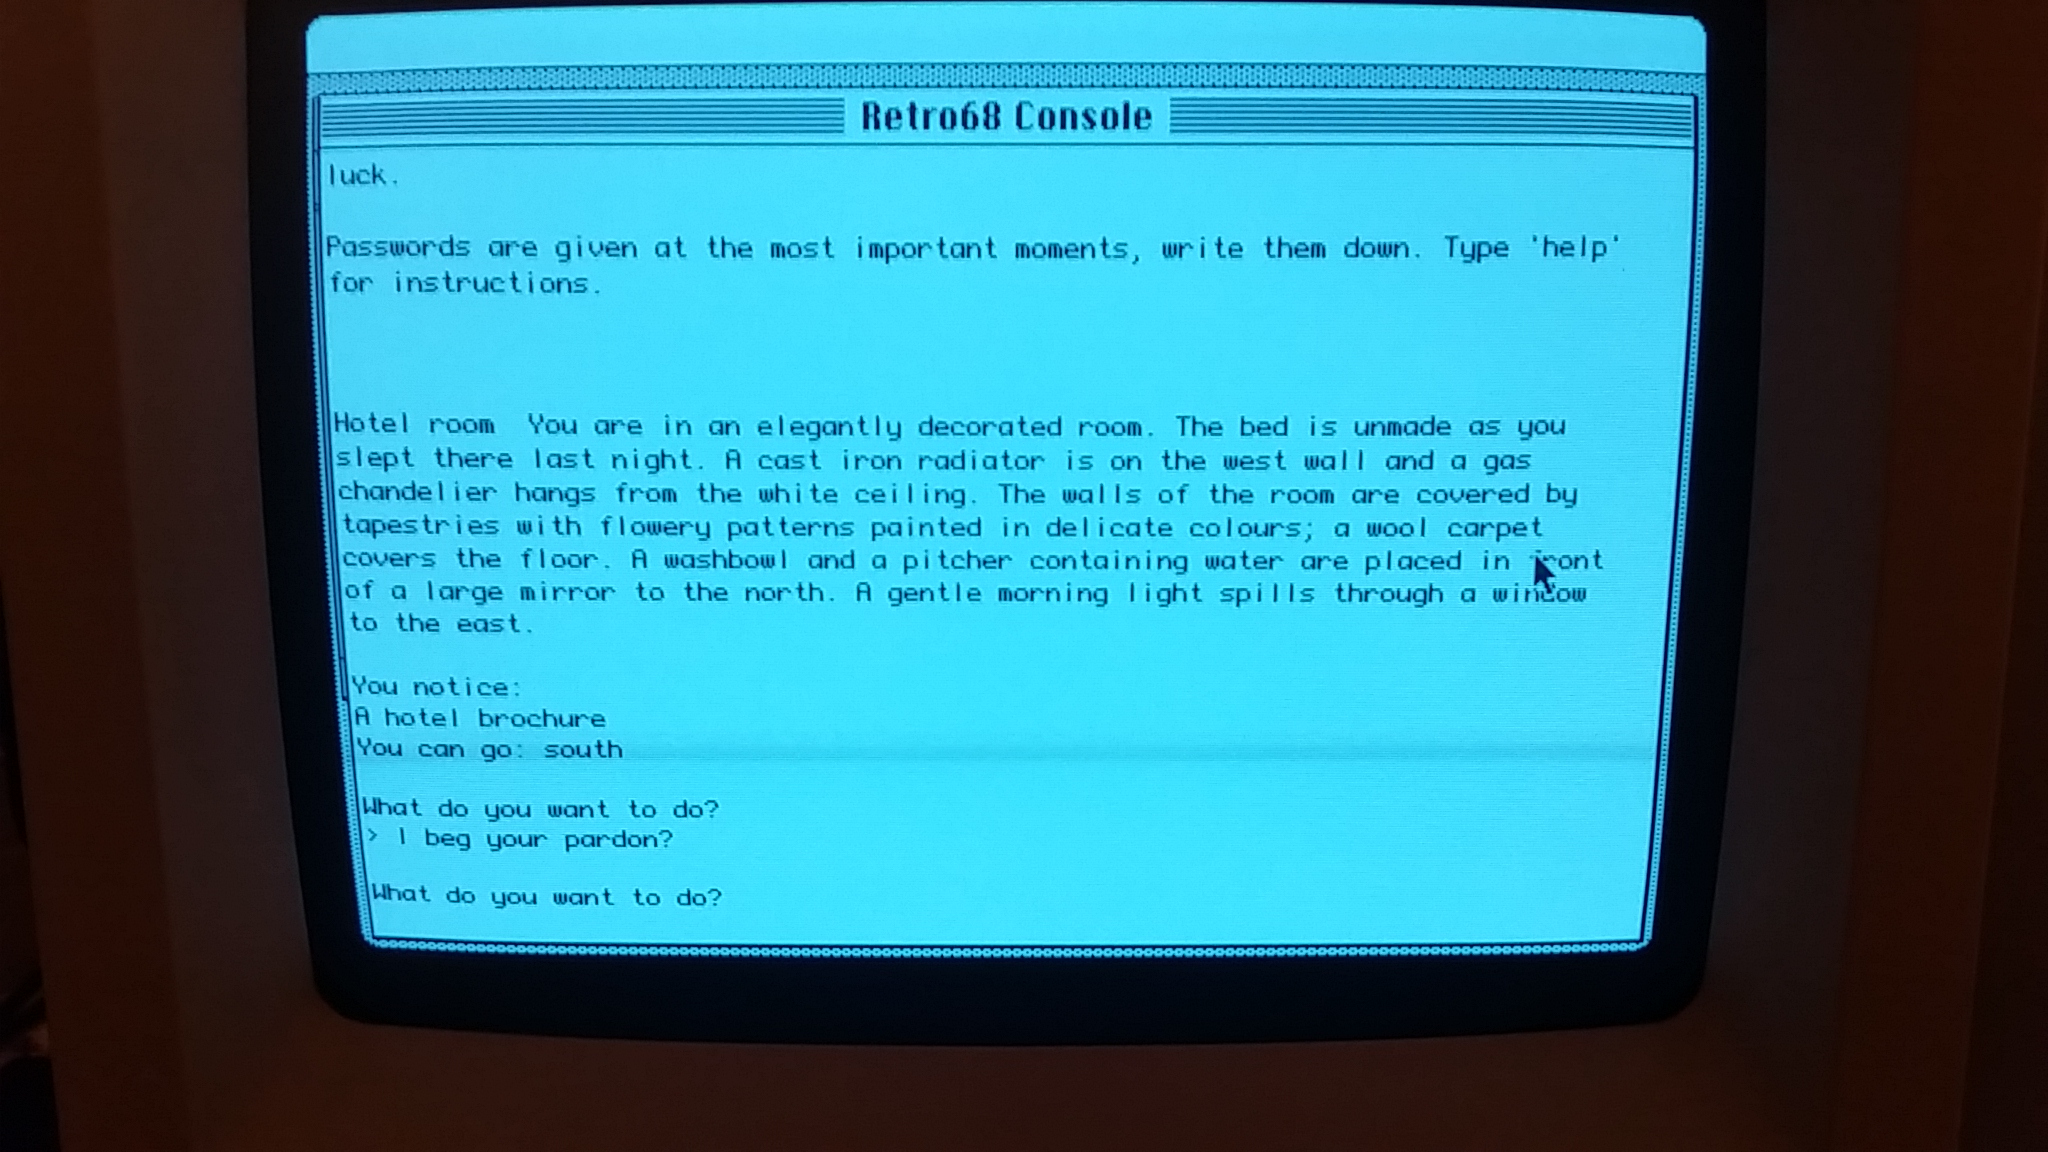 Retro68 Console
luck.
Passwords are given at the most important moments, write them down. Type 'help'
for instructions.
Hotel room  You are in an elegantly decorated room. The bed is unmade as you
slept there last night. A cast iron radiator is on the west wall and a gas
chandelier hangs from the white ceiling. The walls of the room are covered by
tapestries with flowery patterns painted in delicate colours; a wool carpet
covers the floor. A washbowl and a pitcher containing water are placed in front
of a large mirror to the north. A gentle morning light spills through a window
to the east.
You notice:
A hotel brochure
You can go: south
What do you want to do?
> I beg your pardon?
What do you want to do?